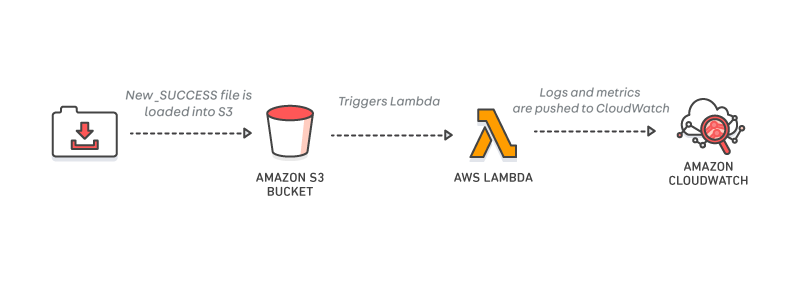 New_SUCCESS file is
loaded into S3
Triggers Lambda
Logs and metrics
are pushed to CloudWatch
AMAZON S3
BUCKET
AWS LAMBDA
AMAZON
CLOUDWATCH